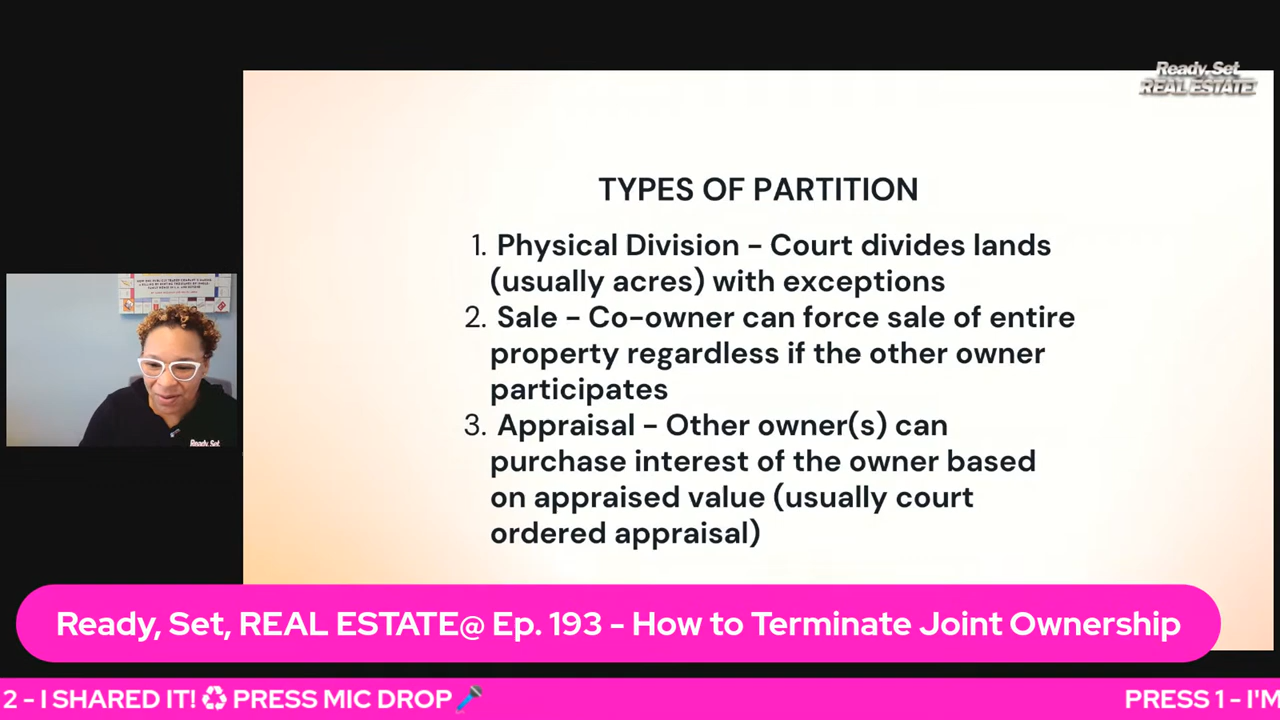 Ready, Set
REAL ESTATE
TYPES OF PARTITION
1. Physical Division - Court divides lands
(usually acres) with exceptions
2. Sale - Co-owner can force sale of entire
property regardless if the other owner
participates
3. Appraisal - Other owner(s) can
purchase interest of the owner based
on appraised value (usually court
ordered appraisal)
Ready, Set,
Ready, Set, REAL ESTATE@ Ep. 193 - How to Terminate Joint Ownership
2 - I SHARED IT! ♻️ PRESS MIC DROP 🎤 PRESS 1 - I'M